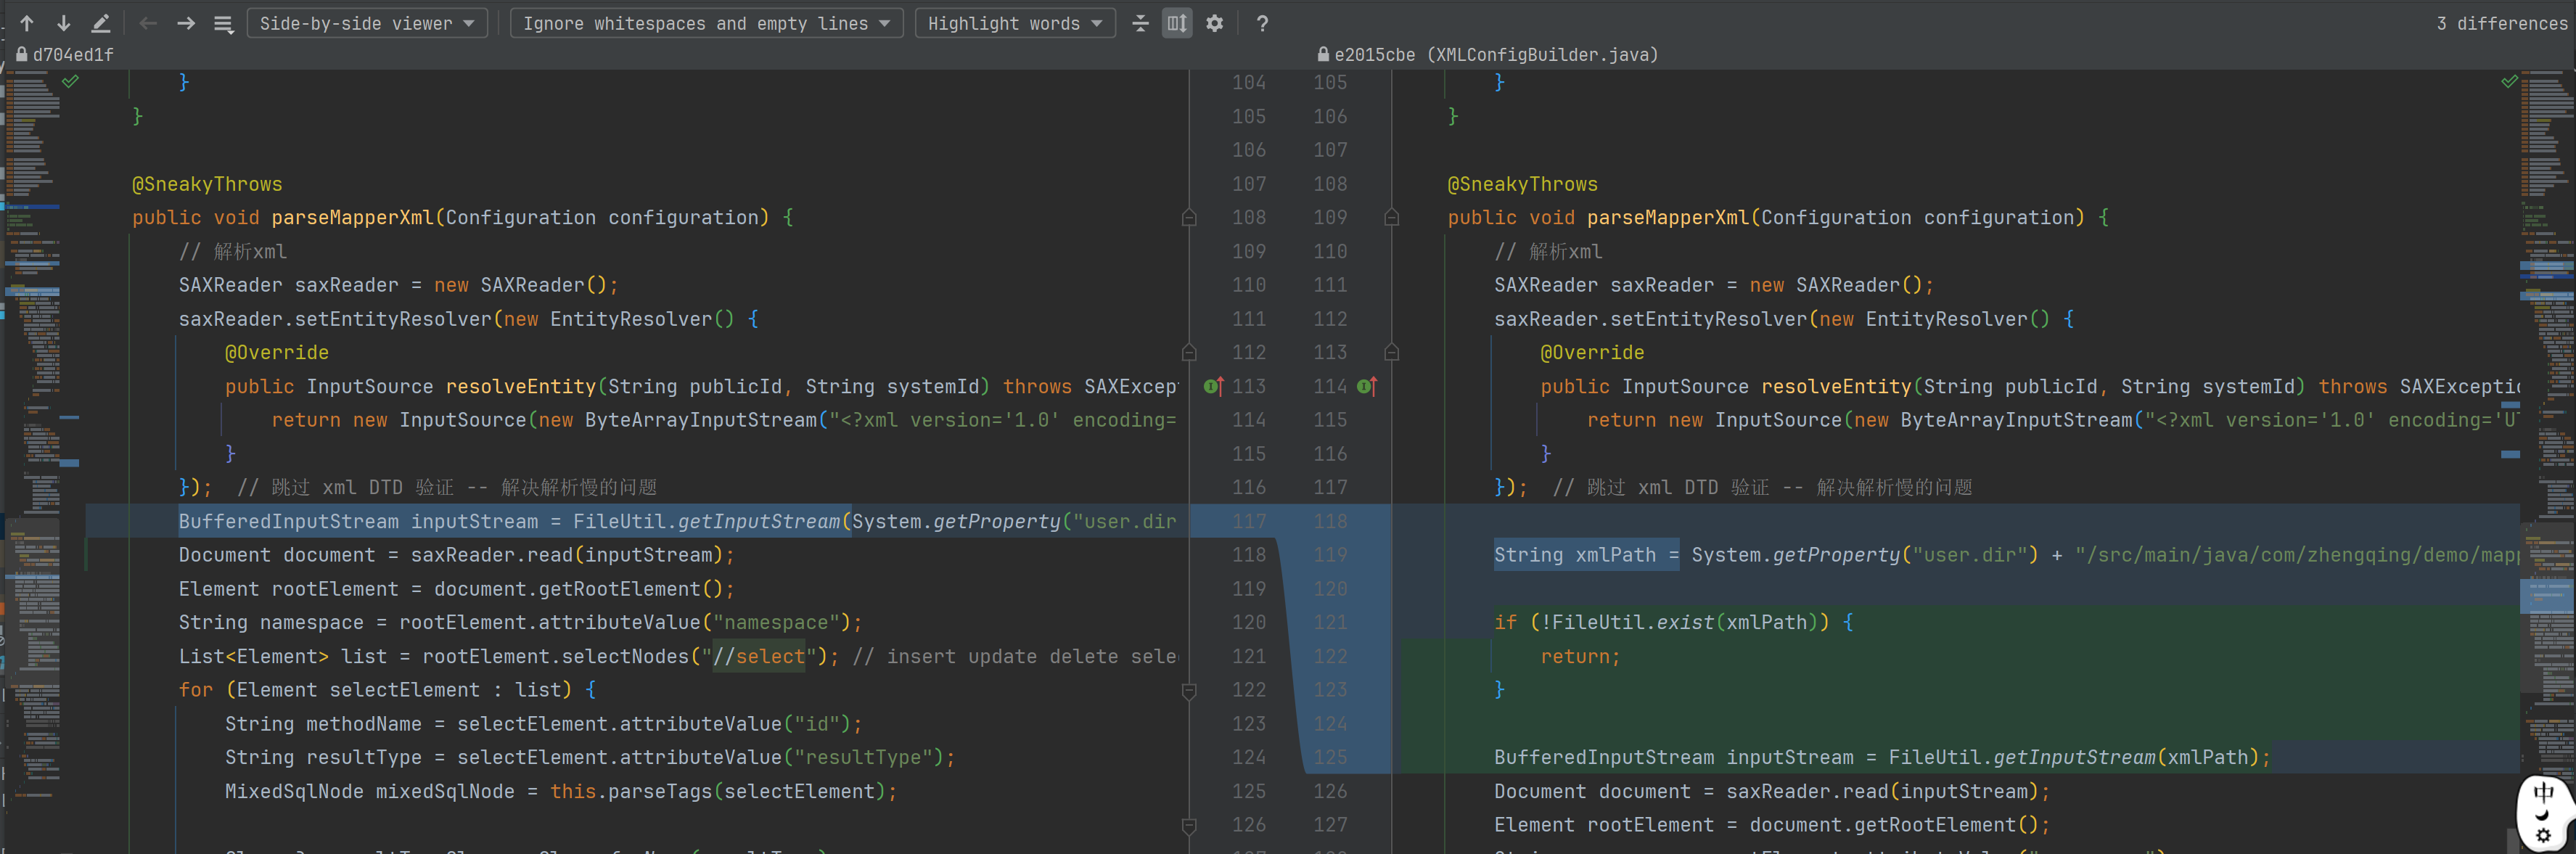 Side-by-side viewer
Ignore whitespaces and empty lines
Highlight words
?
3 differences
d704ed1f
e2015cbe (XMLConfigBuilder.java)
104 }
105 }
106
107 @SneakyThrows
108 public void parseMapperXml(Configuration configuration) {
109 // 解析xml
110 SAXReader saxReader = new SAXReader();
111 saxReader.setEntityResolver(new EntityResolver() {
112 @Override
113 public InputSource resolveEntity(String publicId, String systemId) throws SAXExcept
114 return new InputSource(new ByteArrayInputStream("<?xml version='1.0' encoding=
115 }
116 }); // 跳过 xml DTD 验证 -- 解决解析慢的问题
117 BufferedInputStream inputStream = FileUtil.getInputStream(System.getProperty("user.dir
118 Document document = saxReader.read(inputStream);
119 Element rootElement = document.getRootElement();
120 String namespace = rootElement.attributeValue("namespace");
121 List<Element> list = rootElement.selectNodes("//select"); // insert update delete sele
122 for (Element selectElement : list) {
123 String methodName = selectElement.attributeValue("id");
124 String resultType = selectElement.attributeValue("resultType");
125 MixedSqlNode mixedSqlNode = this.parseTags(selectElement);
126
105 }
106 }
107
108 @SneakyThrows
109 public void parseMapperXml(Configuration configuration) {
110 // 解析xml
111 SAXReader saxReader = new SAXReader();
112 saxReader.setEntityResolver(new EntityResolver() {
113 @Override
114 public InputSource resolveEntity(String publicId, String systemId) throws SAXExceptio
115 return new InputSource(new ByteArrayInputStream("<?xml version='1.0' encoding='UT
116 }
117 }); // 跳过 xml DTD 验证 -- 解决解析慢的问题
118
119 String xmlPath = System.getProperty("user.dir") + "/src/main/java/com/zhengqing/demo/mapp
120
121 if (!FileUtil.exist(xmlPath)) {
122 return;
123 }
124
125 BufferedInputStream inputStream = FileUtil.getInputStream(xmlPath);
126 Document document = saxReader.read(inputStream);
127 Element rootElement = document.getRootElement();
中